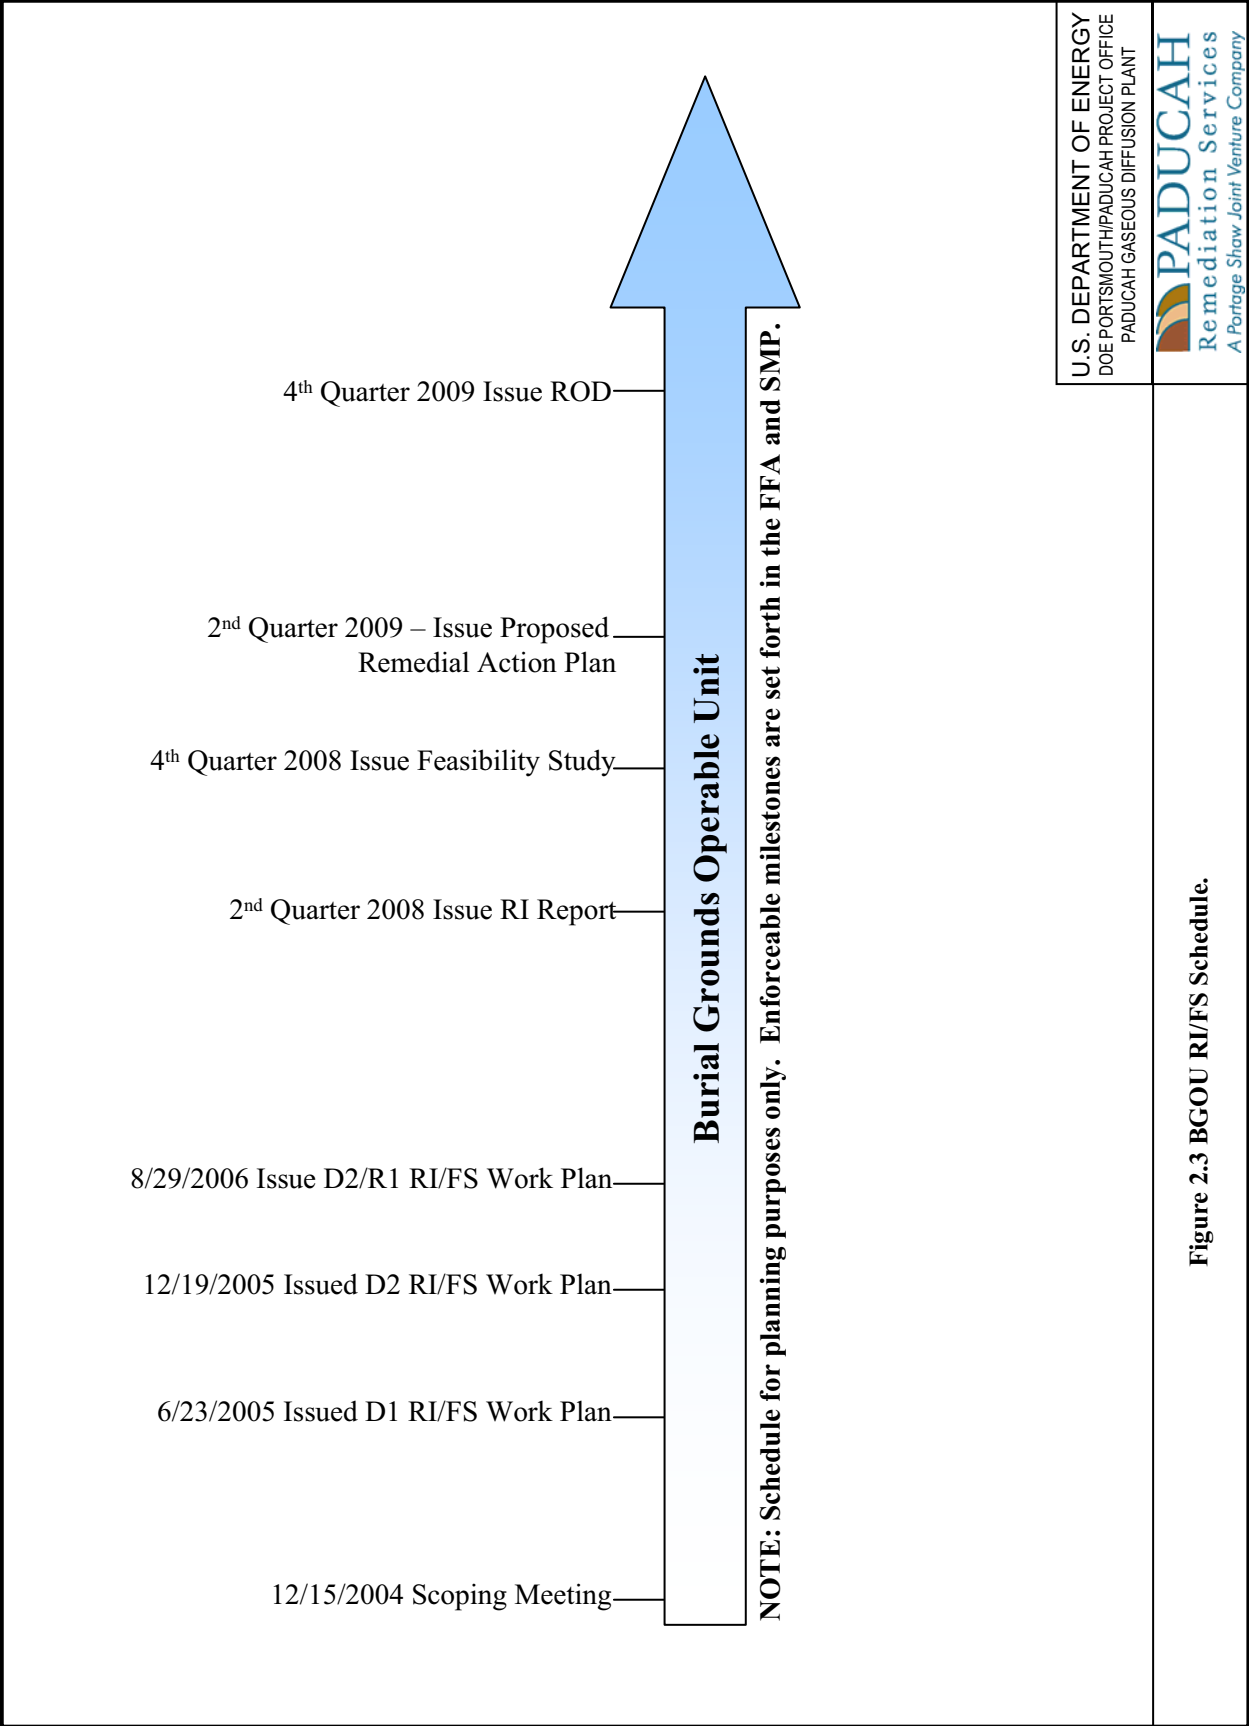 4th Quarter 2009 Issue ROD
2nd Quarter 2009 – Issue Proposed
Remedial Action Plan
4th Quarter 2008 Issue Feasibility Study
2nd Quarter 2008 Issue RI Report
8/29/2006 Issue D2/R1 RI/FS Work Plan
12/19/2005 Issued D2 RI/FS Work Plan
6/23/2005 Issued D1 RI/FS Work Plan
12/15/2004 Scoping Meeting
Burial Grounds Operable Unit
NOTE: Schedule for planning purposes only.  Enforceable milestones are set forth in the FFA and SMP.
U.S. DEPARTMENT OF ENERGY
DOE PORTSMOUTH/PADUCAH PROJECT OFFICE
PADUCAH GASEOUS DIFFUSION PLANT
PADUCAH
Remediation Services
A Portage Shaw Joint Venture Company
Figure 2.3 BGOU RI/FS Schedule.